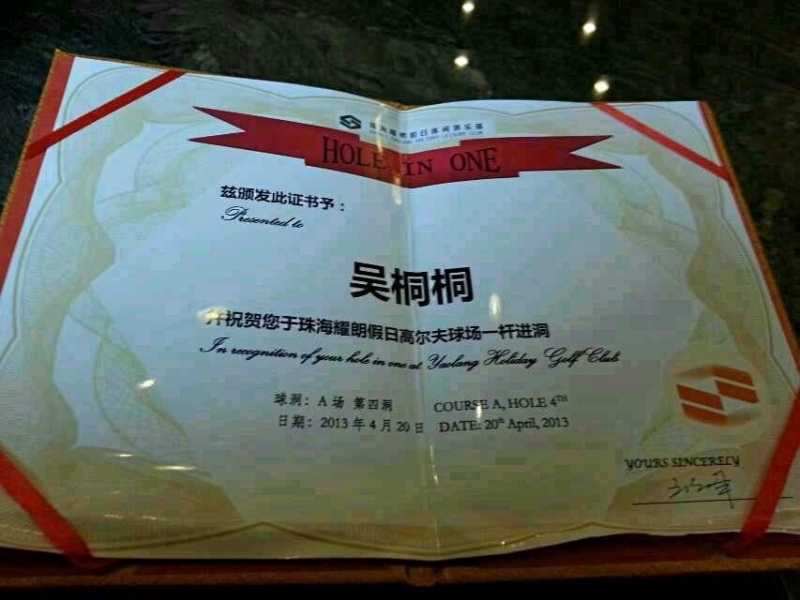 HOLE IN ONE
兹颁发此证书予：
Presented to
吴桐桐
并祝贺您于珠海耀朗假日高尔夫球场一杆进洞
In recognition of your hole in one at Yaolang Holiday Golf Club
球洞：A场 第四洞
COURSE A, HOLE 4TH
日期：2013年4月20日
DATE: 20th April, 2013
YOURS SINCERELY